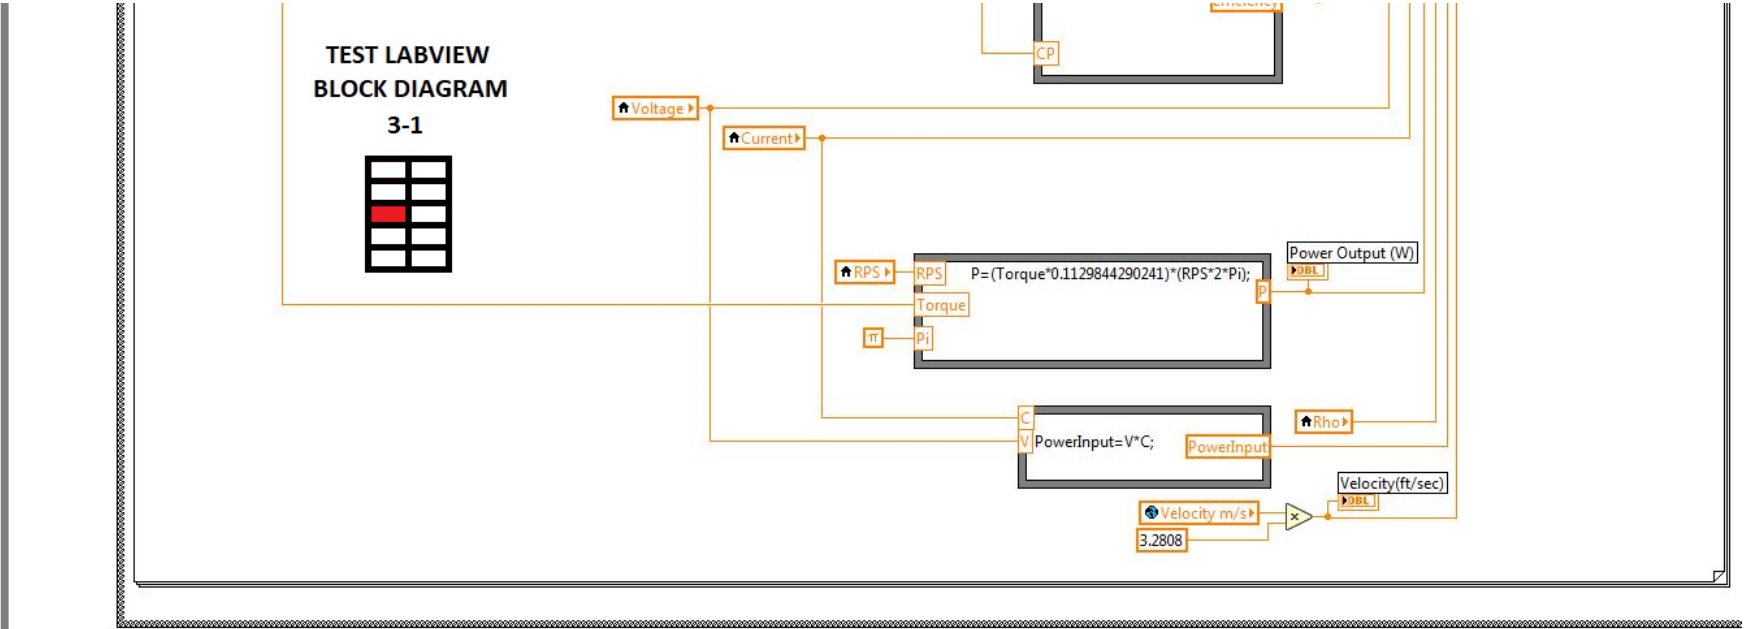 Efficiency
TEST LABVIEW
BLOCK DIAGRAM
3-1
CP
Voltage
Current
Power Output (W)
DBL
RPS
RPS
P=(Torque*0.1129844290241)*(RPS*2*Pi);
P
Torque
π
Pi
C
V
PowerInput=V*C;
PowerInput
Rho
Velocity(ft/sec)
DBL
Velocity m/s
×
3.2808